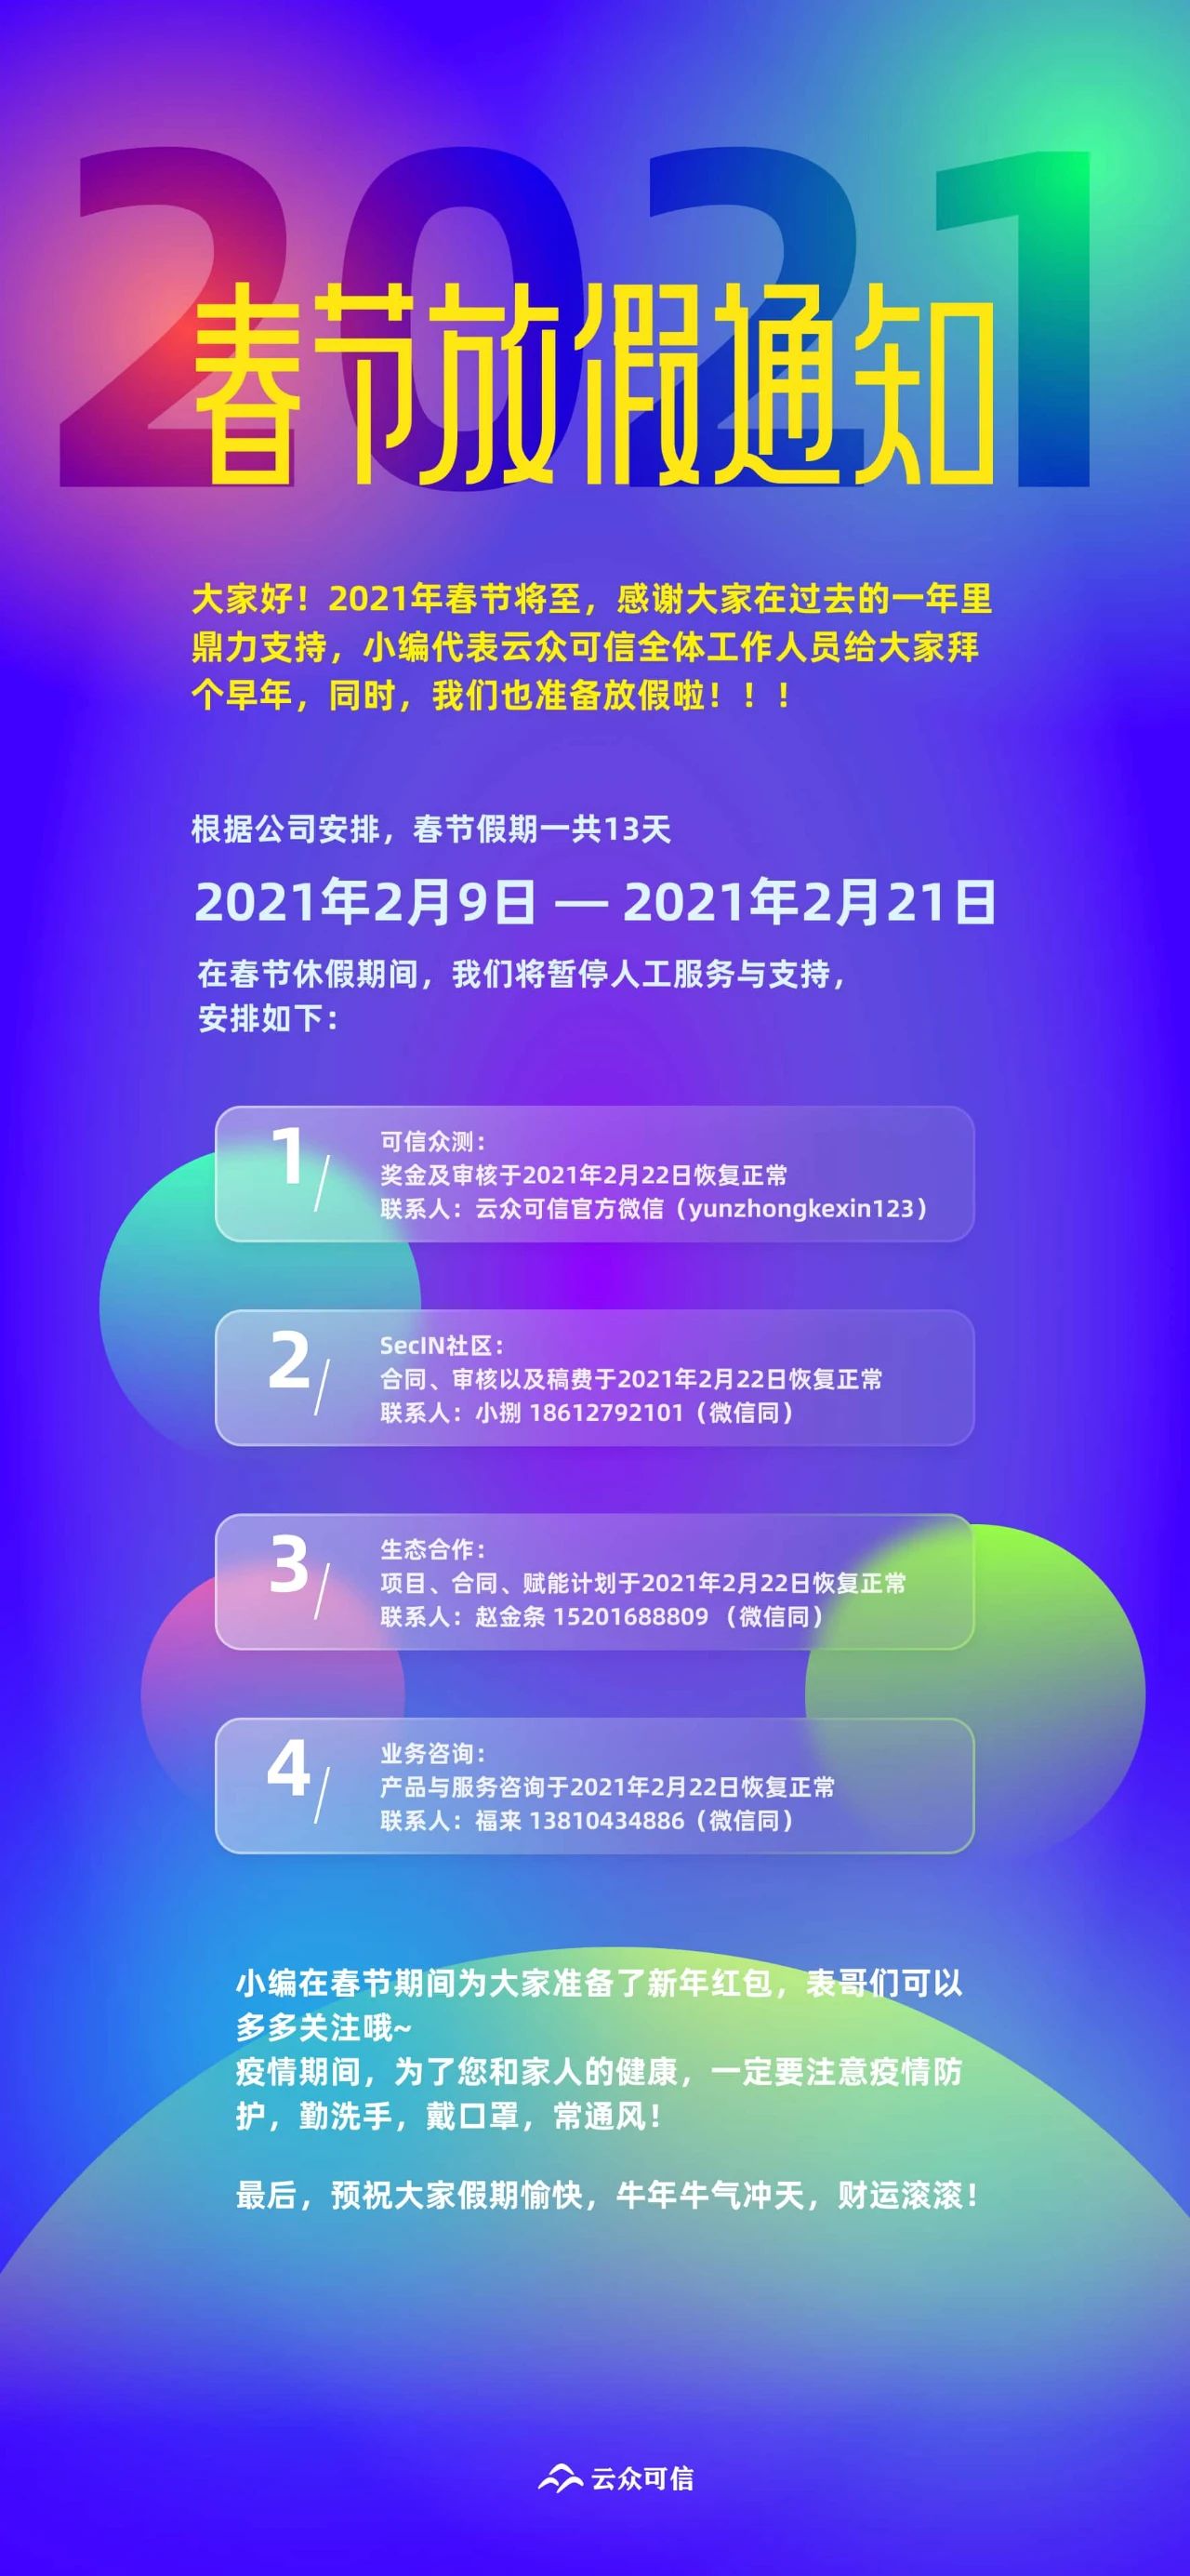 2021
春节放假通知
大家好！2021年春节将至，感谢大家在过去的一年里
鼎力支持，小编代表云众可信全体工作人员给大家拜
个早年，同时，我们也准备放假啦！！！
根据公司安排，春节假期一共13天
2021年2月9日 — 2021年2月21日
在春节休假期间，我们将暂停人工服务与支持，
安排如下：
1/
可信众测：
奖金及审核于2021年2月22日恢复正常
联系人：云众可信官方微信（yunzhongkexin123）
2/
SecIN社区：
合同、审核以及稿费于2021年2月22日恢复正常
联系人：小捌 18612792101（微信同）
3/
生态合作：
项目、合同、赋能计划于2021年2月22日恢复正常
联系人：赵金条 15201688809 （微信同）
4/
业务咨询：
产品与服务咨询于2021年2月22日恢复正常
联系人：福来 13810434886（微信同）
小编在春节期间为大家准备了新年红包，表哥们可以
多多关注哦~
疫情期间，为了您和家人的健康，一定要注意疫情防
护，勤洗手，戴口罩，常通风！
最后，预祝大家假期愉快，牛年牛气冲天，财运滚滚！
云众可信